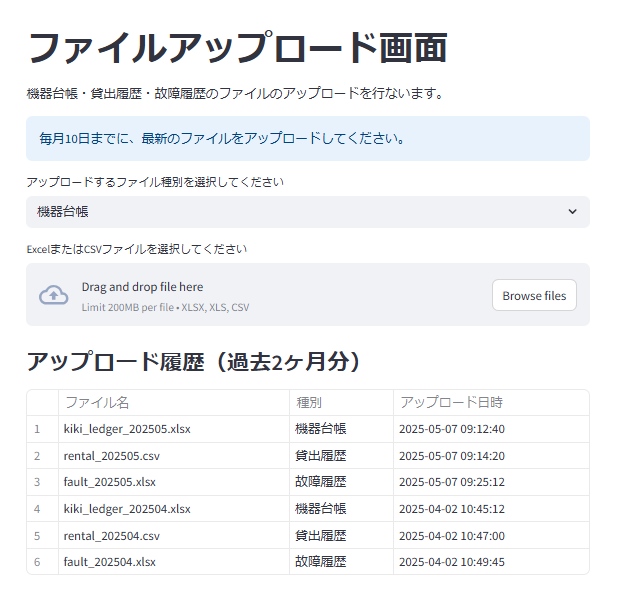 ファイルアップロード画面
機器台帳・貸出履歴・故障履歴のファイルのアップロードを行ないます。
毎月10日までに、最新のファイルをアップロードしてください。
アップロードするファイル種別を選択してください
機器台帳
ExcelまたはCSVファイルを選択してください
Drag and drop file here
Limit 200MB per file • XLSX, XLS, CSV
Browse files
アップロード履歴（過去2ヶ月分）
ファイル名 種別 アップロード日時
1 kiki_ledger_202505.xlsx 機器台帳 2025-05-07 09:12:40
2 rental_202505.csv 貸出履歴 2025-05-07 09:14:20
3 fault_202505.xlsx 故障履歴 2025-05-07 09:25:12
4 kiki_ledger_202504.xlsx 機器台帳 2025-04-02 10:45:12
5 rental_202504.csv 貸出履歴 2025-04-02 10:47:00
6 fault_202504.xlsx 故障履歴 2025-04-02 10:49:45